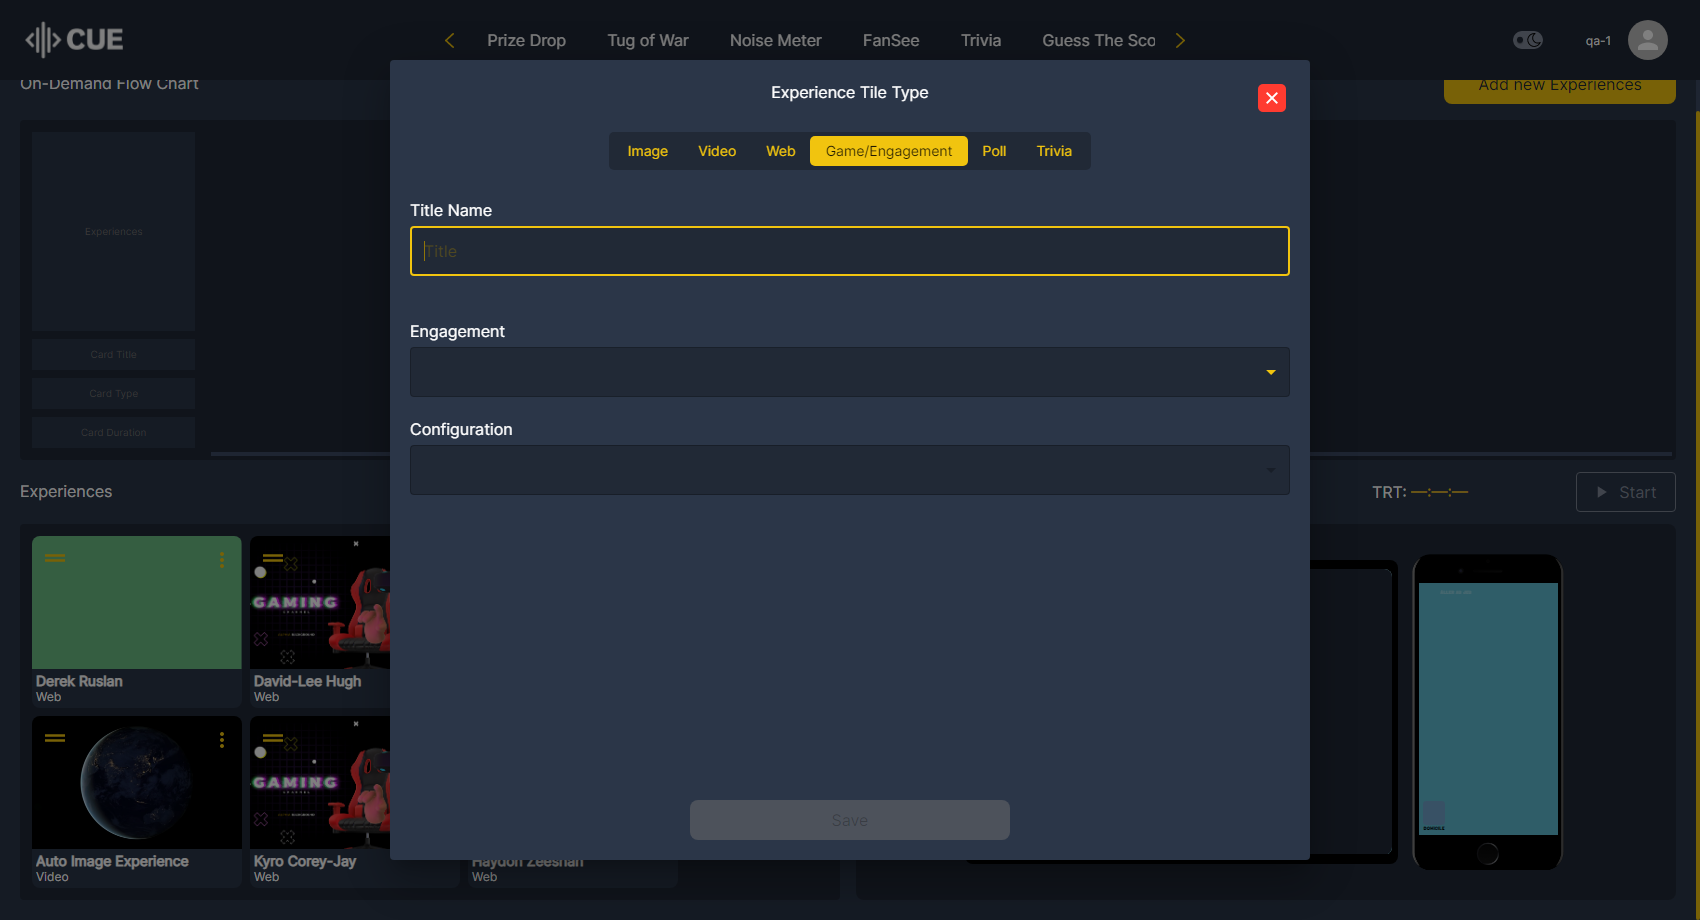 CUE
Prize Drop
Tug of War
Noise Meter
FanSee
Trivia
Guess The Sco
qa-1
On-Demand Flow Chart
Add new Experiences
Experience Tile Type
Image
Video
Web
Game/Engagement
Poll
Trivia
Title Name
Title
Engagement
Configuration
Save
Experiences
Card Title
Card Type
Card Duration
Experiences
TRT: —:—:—
Start
GAMING
Derek Ruslan
Web
David-Lee Hugh
Web
GAMING
Auto Image Experience
Video
Kyro Corey-Jay
Web
Haydon Zeeshan
Web